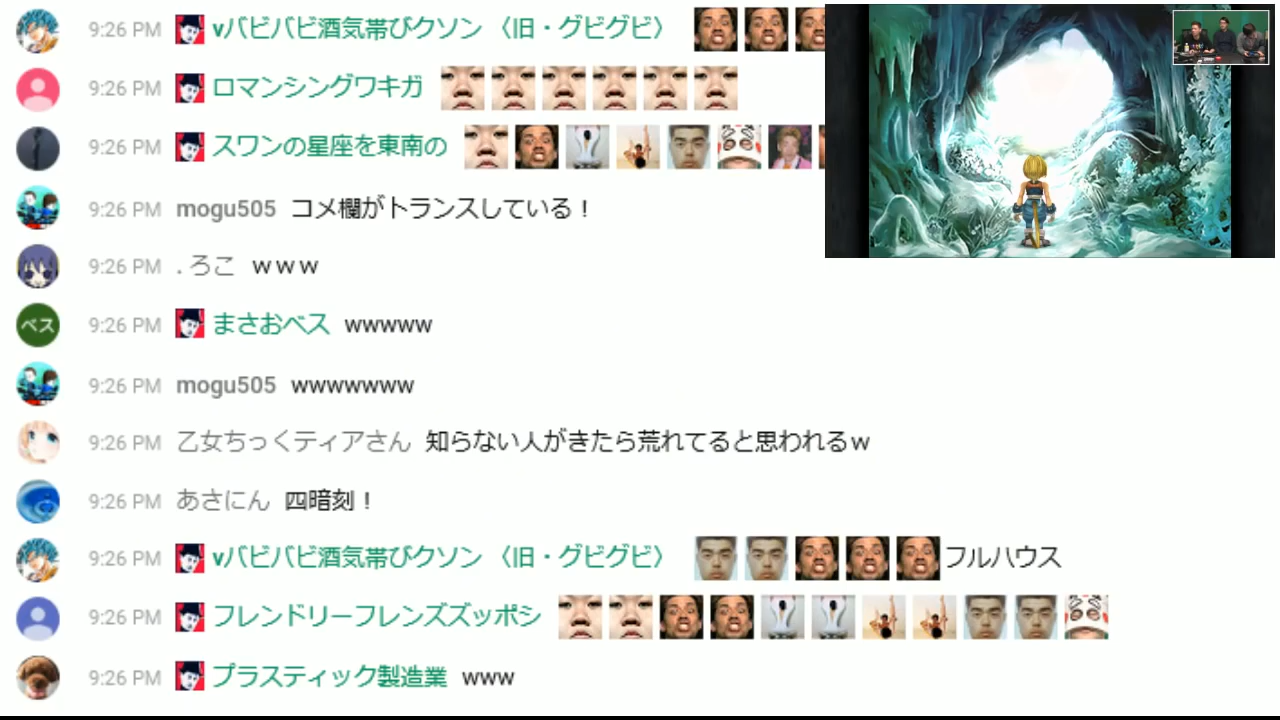 9:26 PM vバビバビ酒気帯びクソン 〈旧・グビグビ〉
9:26 PM ロマンシングワキガ
9:26 PM スワンの星座を東南の
9:26 PM mogu505 コメ欄がトランスしている！
9:26 PM . ろこ ｗｗｗ
ベス 9:26 PM まさおベス wwwww
9:26 PM mogu505 wwwwwww
9:26 PM 乙女ちっくティアさん 知らない人がきたら荒れてると思われるｗ
9:26 PM あさにん 四暗刻！
9:26 PM vバビバビ酒気帯びクソン 〈旧・グビグビ〉 フルハウス
9:26 PM フレンドリーフレンズズッポシ
9:26 PM プラスティック製造業 www